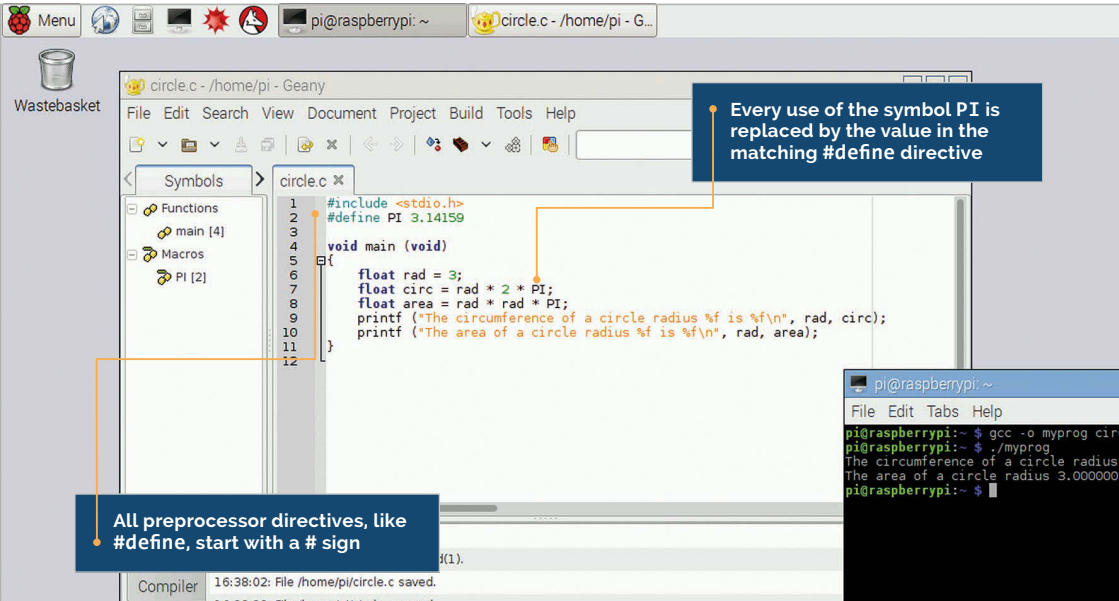 Menu
pi@raspberrypi: ~
circle.c - /home/pi - G...
Wastebasket
circle.c - /home/pi - Geany
File Edit Search View Document Project Build Tools Help
Every use of the symbol PI is
replaced by the value in the
matching #define directive
Symbols
circle.c
Functions
main [4]
Macros
PI [2]
1 #include <stdio.h>
2 #define PI 3.14159
3
4 void main (void)
5 {
6 float rad = 3;
7 float circ = rad * 2 * PI;
8 float area = rad * rad * PI;
9 printf ("The circumference of a circle radius %f is %f\n", rad, circ);
10 printf ("The area of a circle radius %f is %f\n", rad, area);
11 }
12
pi@raspberrypi: ~
File Edit Tabs Help
pi@raspberrypi:~ $ gcc -o myprog cir
pi@raspberrypi:~ $ ./myprog
The circumference of a circle radius
The area of a circle radius 3.000000
pi@raspberrypi:~ $
All preprocessor directives, like
#define, start with a # sign
d(1).
Compiler
16:38:02: File /home/pi/circle.c saved.